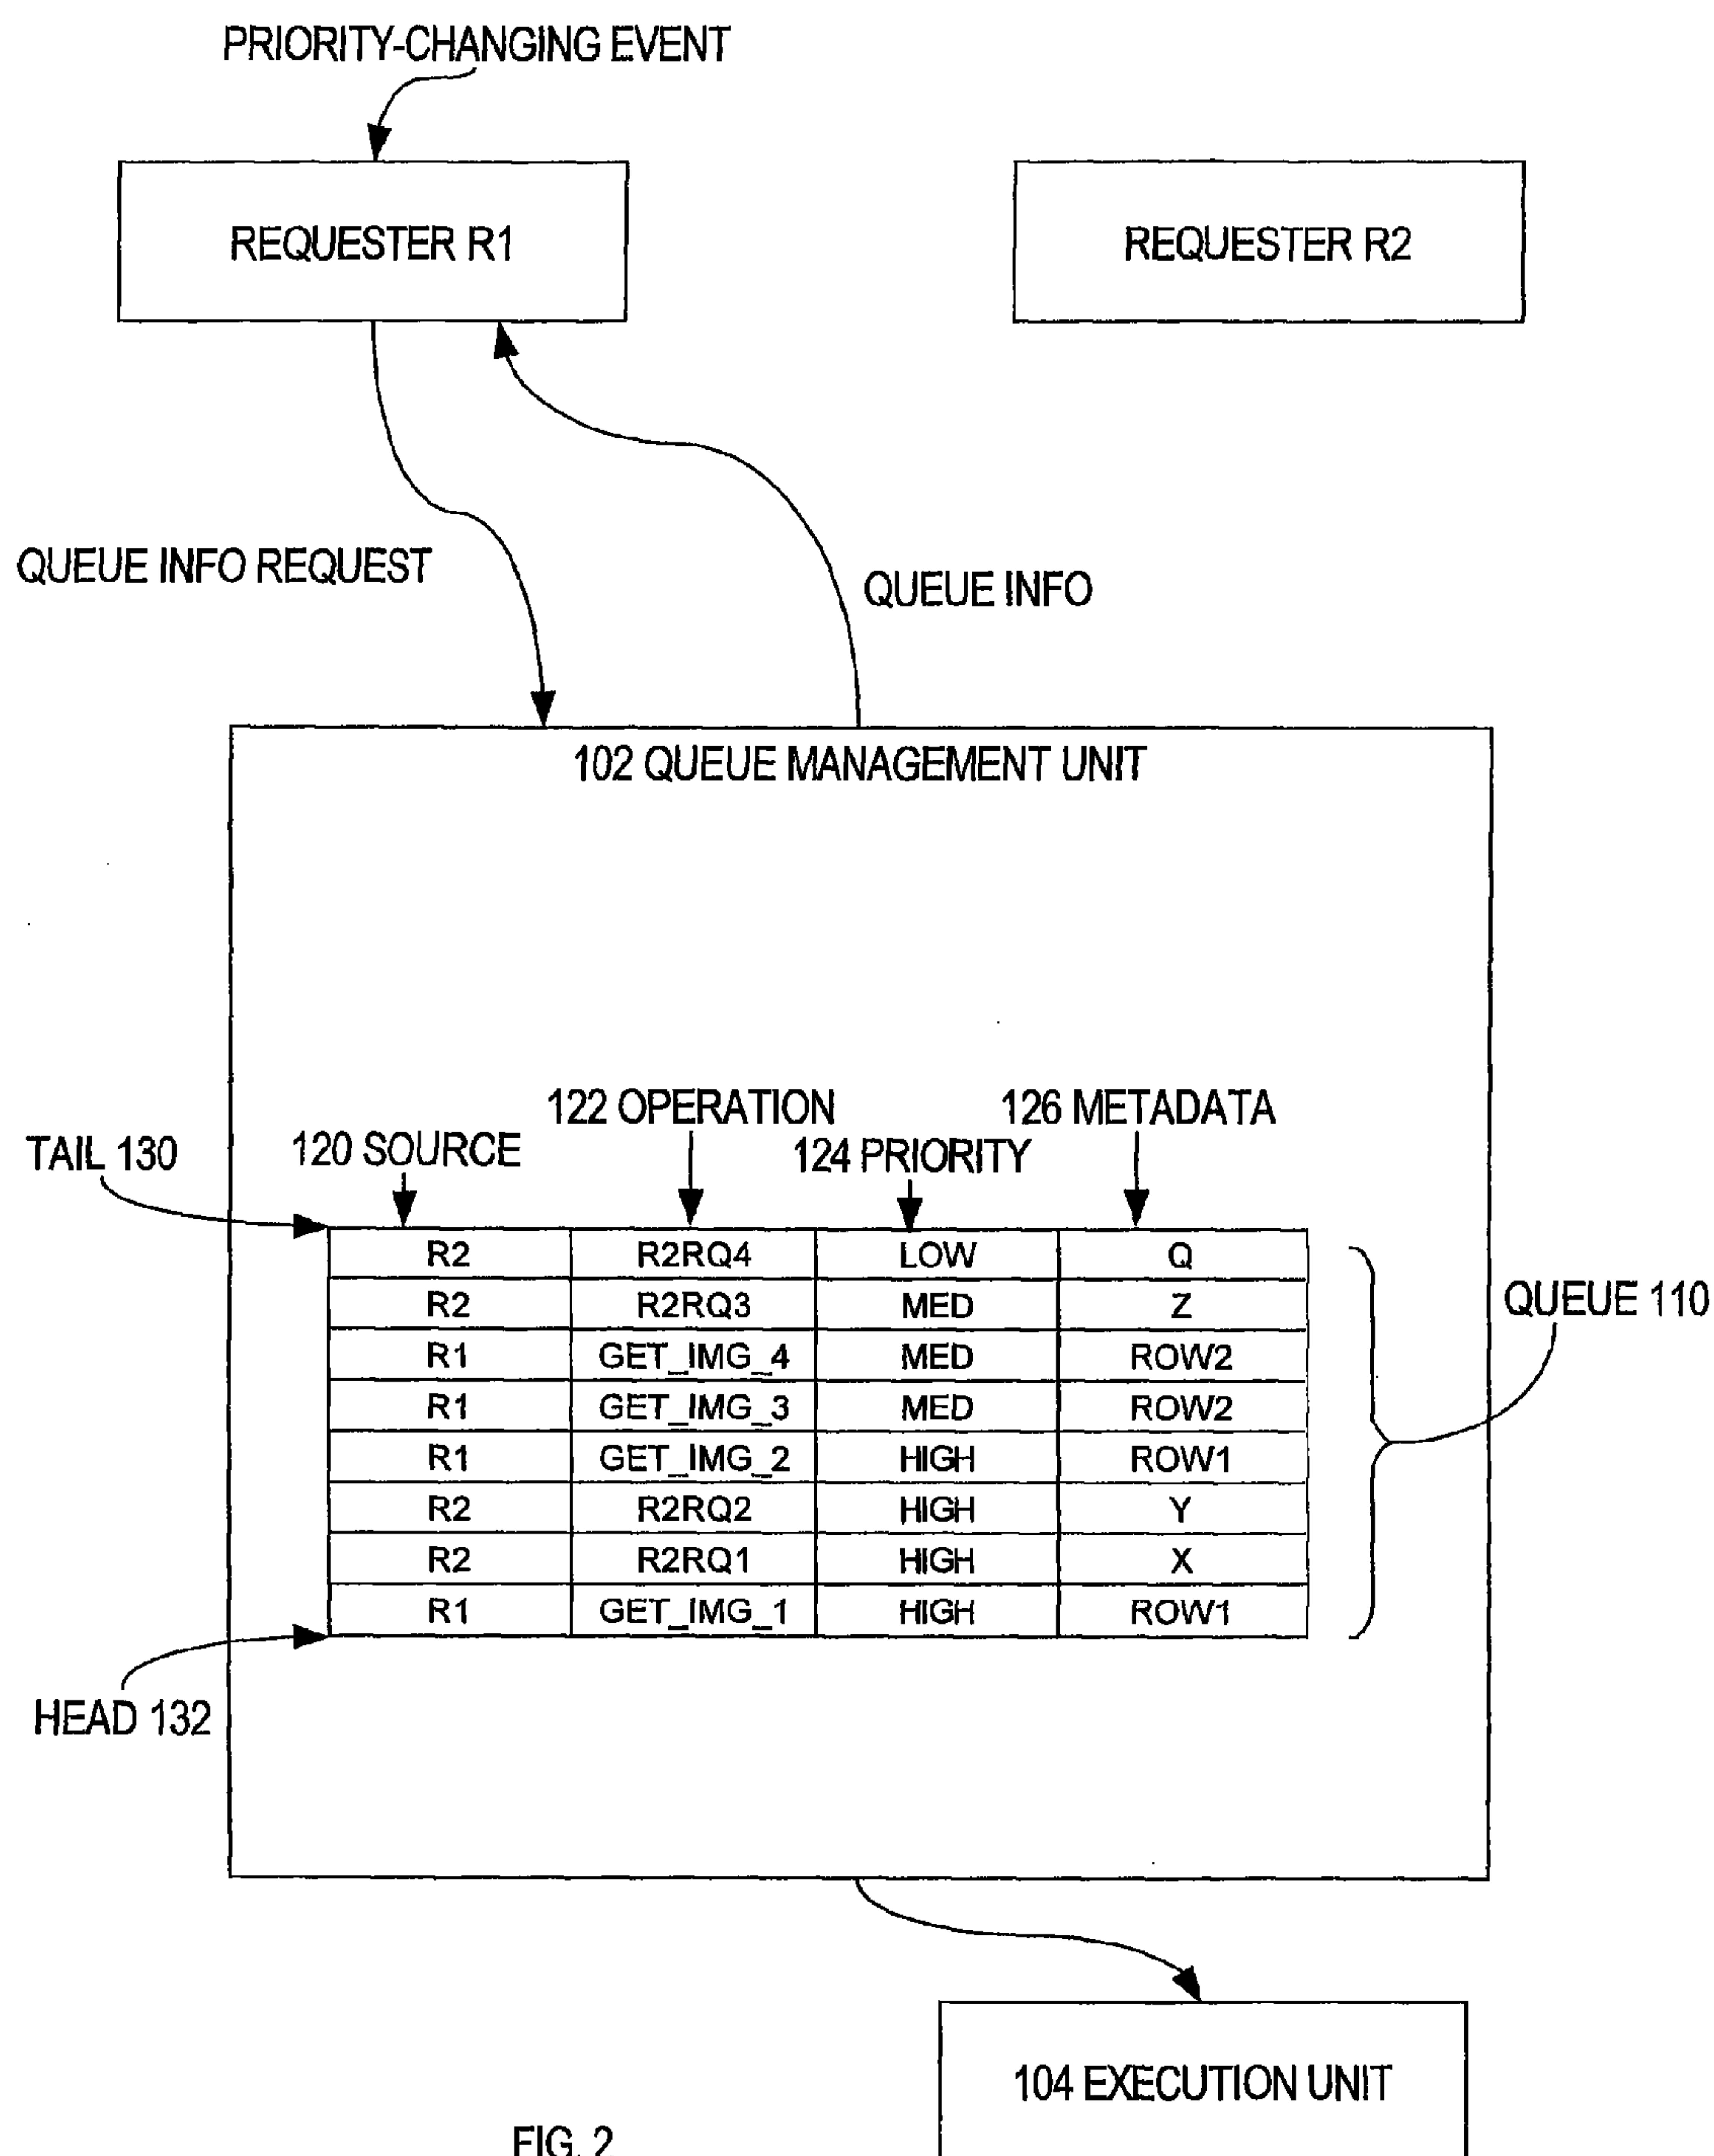 PRIORITY-CHANGING EVENT
REQUESTER R1
REQUESTER R2
QUEUE INFO REQUEST
QUEUE INFO
102 QUEUE MANAGEMENT UNIT
122 OPERATION
126 METADATA
TAIL 130
120 SOURCE
124 PRIORITY
R2 R2RQ4 LOW Q
R2 R2RQ3 MED Z
R1 GET_IMG_4 MED ROW2
R1 GET_IMG_3 MED ROW2
R1 GET_IMG_2 HIGH ROW1
R2 R2RQ2 HIGH Y
R2 R2RQ1 HIGH X
R1 GET_IMG_1 HIGH ROW1
QUEUE 110
HEAD 132
104 EXECUTION UNIT
FIG. 2